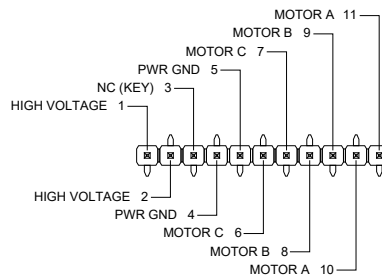 MOTOR A 11
MOTOR B 9
MOTOR C 7
PWR GND 5
NC (KEY) 3
HIGH VOLTAGE 1
HIGH VOLTAGE 2
PWR GND 4
MOTOR C 6
MOTOR B 8
MOTOR A 10